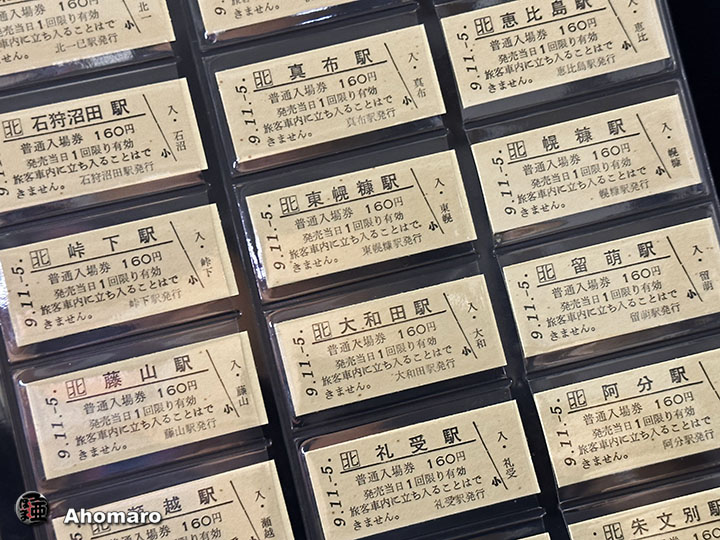 きません。
北一已駅発行
北一
小
北
石狩沼田駅
普通入場券 160円
発売当日1回限り有効
旅客車内に立ち入ることはで
きません。
石狩沼田駅発行
入・石沼
小
9.11.-5.
北
峠下駅
普通入場券 160円
発売当日1回限り有効
旅客車内に立ち入ることはで
きません。
峠下駅発行
入・峠下
小
9.11.-5.
北
藤山駅
普通入場券 160円
発売当日1回限り有効
旅客車内に立ち入ることはで
きません。
藤山駅発行
入・藤山
小
9.11.-5.
越駅
普通入場券 160円
発売当日1回限り有効
入・瀬越
きません。
北
真布駅
普通入場券 160円
発売当日1回限り有効
旅客車内に立ち入ることはで
きません。
真布駅発行
入・真布
小
9.11.-5.
北
東幌糠駅
普通入場券 160円
発売当日1回限り有効
旅客車内に立ち入ることはで
きません。
東幌糠駅発行
入・東幌
小
9.11.-5.
北
大和田駅
普通入場券 160円
発売当日1回限り有効
旅客車内に立ち入ることはで
きません。
大和田駅発行
入・大和
小
9.11.-5.
北
礼受駅
普通入場券 160円
発売当日1回限り有効
旅客車内に立ち入ることはで
きません。
礼受駅発行
入・礼受
小
9.11.-5.
北
恵比島駅
普通入場券 160円
発売当日1回限り有効
旅客車内に立ち入ることはで
きません。
恵比島駅発行
入・恵比
小
9.11.-5.
北
幌糠駅
普通入場券 160円
発売当日1回限り有効
旅客車内に立ち入ることはで
きません。
幌糠駅発行
入・幌糠
小
9.11.-5.
北
留萌駅
普通入場券 160円
発売当日1回限り有効
旅客車内に立ち入ることはで
きません。
留萌駅発行
入・留萌
小
9.11.-5.
北
阿分駅
普通入場券 160円
発売当日1回限り有効
旅客車内に立ち入ることはで
きません。
阿分駅発行
小
9.11.-5.
北
朱文別駅
Ahomaro